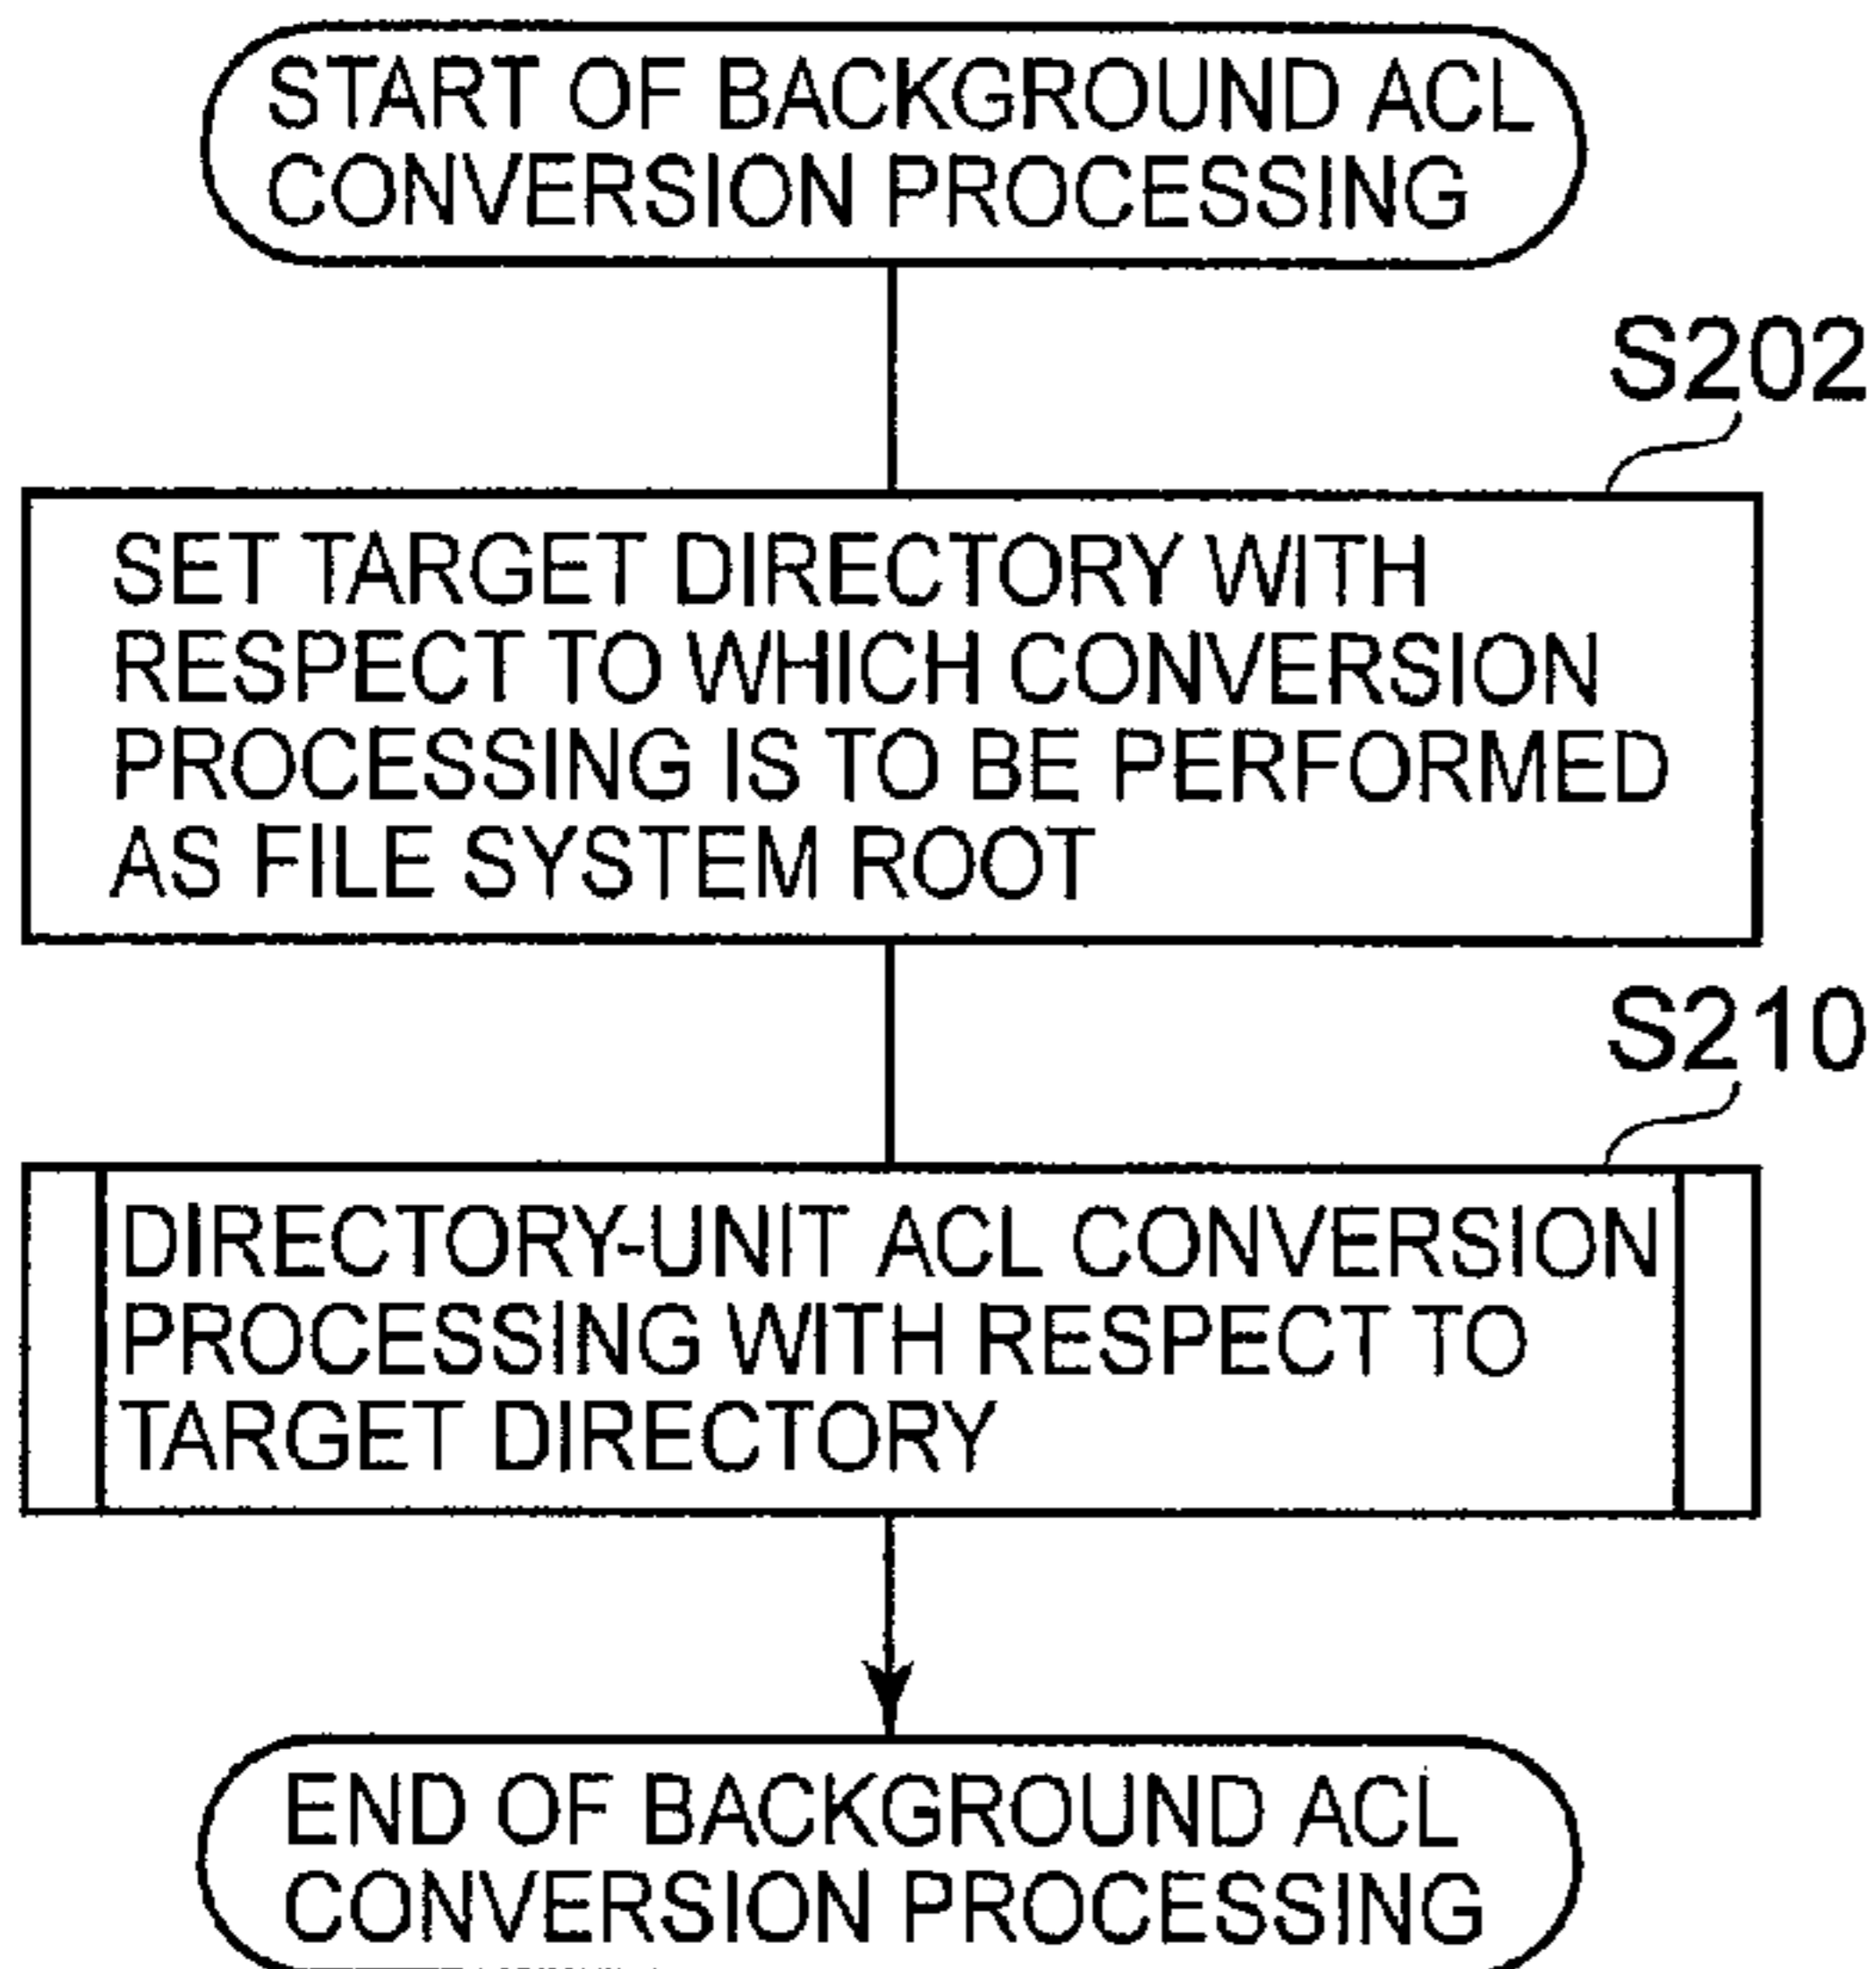 START OF BACKGROUND ACL
CONVERSION PROCESSING
S202
SET TARGET DIRECTORY WITH
RESPECT TO WHICH CONVERSION
PROCESSING IS TO BE PERFORMED
AS FILE SYSTEM ROOT
S210
DIRECTORY-UNIT ACL CONVERSION
PROCESSING WITH RESPECT TO
TARGET DIRECTORY
END OF BACKGROUND ACL
CONVERSION PROCESSING